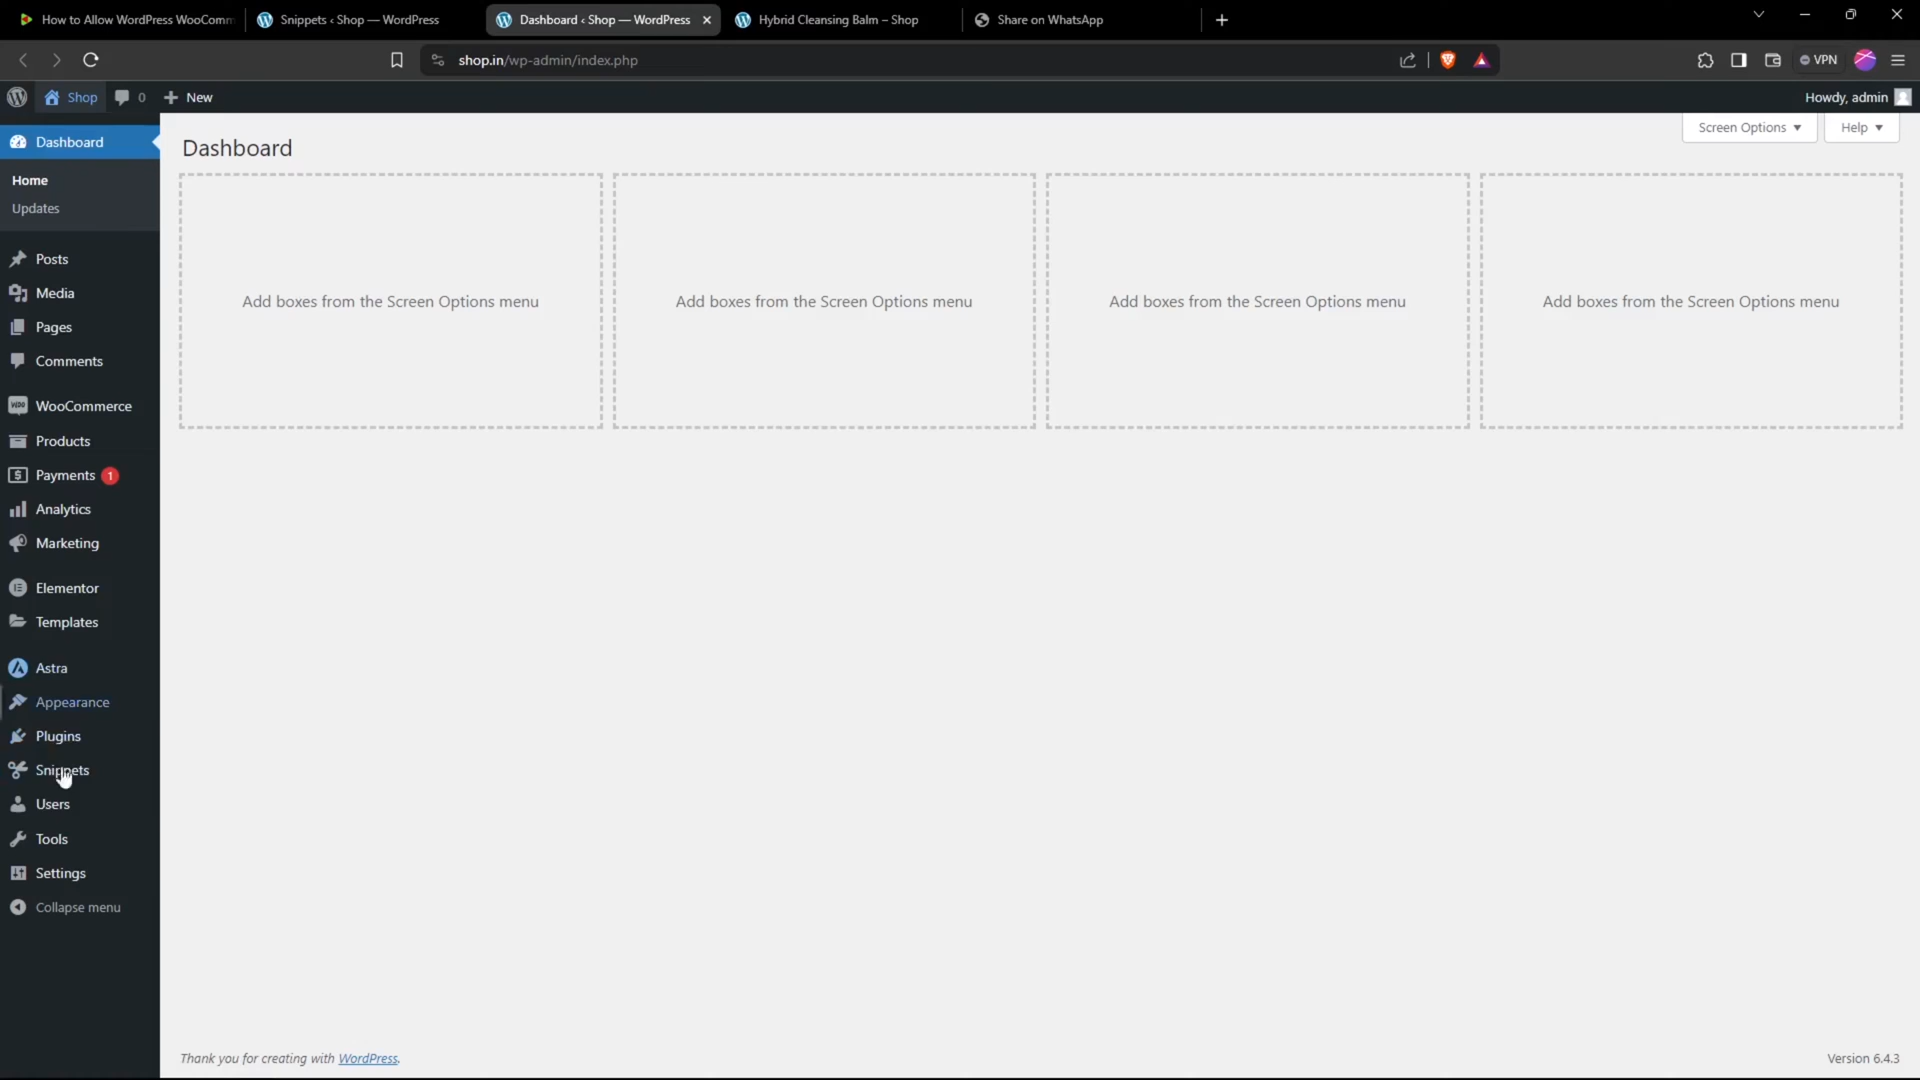 How to Allow WordPress WooComm
Snippets ‹ Shop — WordPress
Dashboard ‹ Shop — WordPress
Hybrid Cleansing Balm – Shop
Share on WhatsApp
shop.in/wp-admin/index.php
VPN
Shop
0
New
Howdy, admin
Dashboard
Home
Updates
Posts
Media
Pages
Comments
WooCommerce
Products
Payments 1
Analytics
Marketing
Elementor
Templates
Astra
Appearance
Plugins
Snippets
Users
Tools
Settings
Collapse menu
Dashboard
Screen Options
Help
Add boxes from the Screen Options menu
Add boxes from the Screen Options menu
Add boxes from the Screen Options menu
Add boxes from the Screen Options menu
Thank you for creating with WordPress.
Version 6.4.3